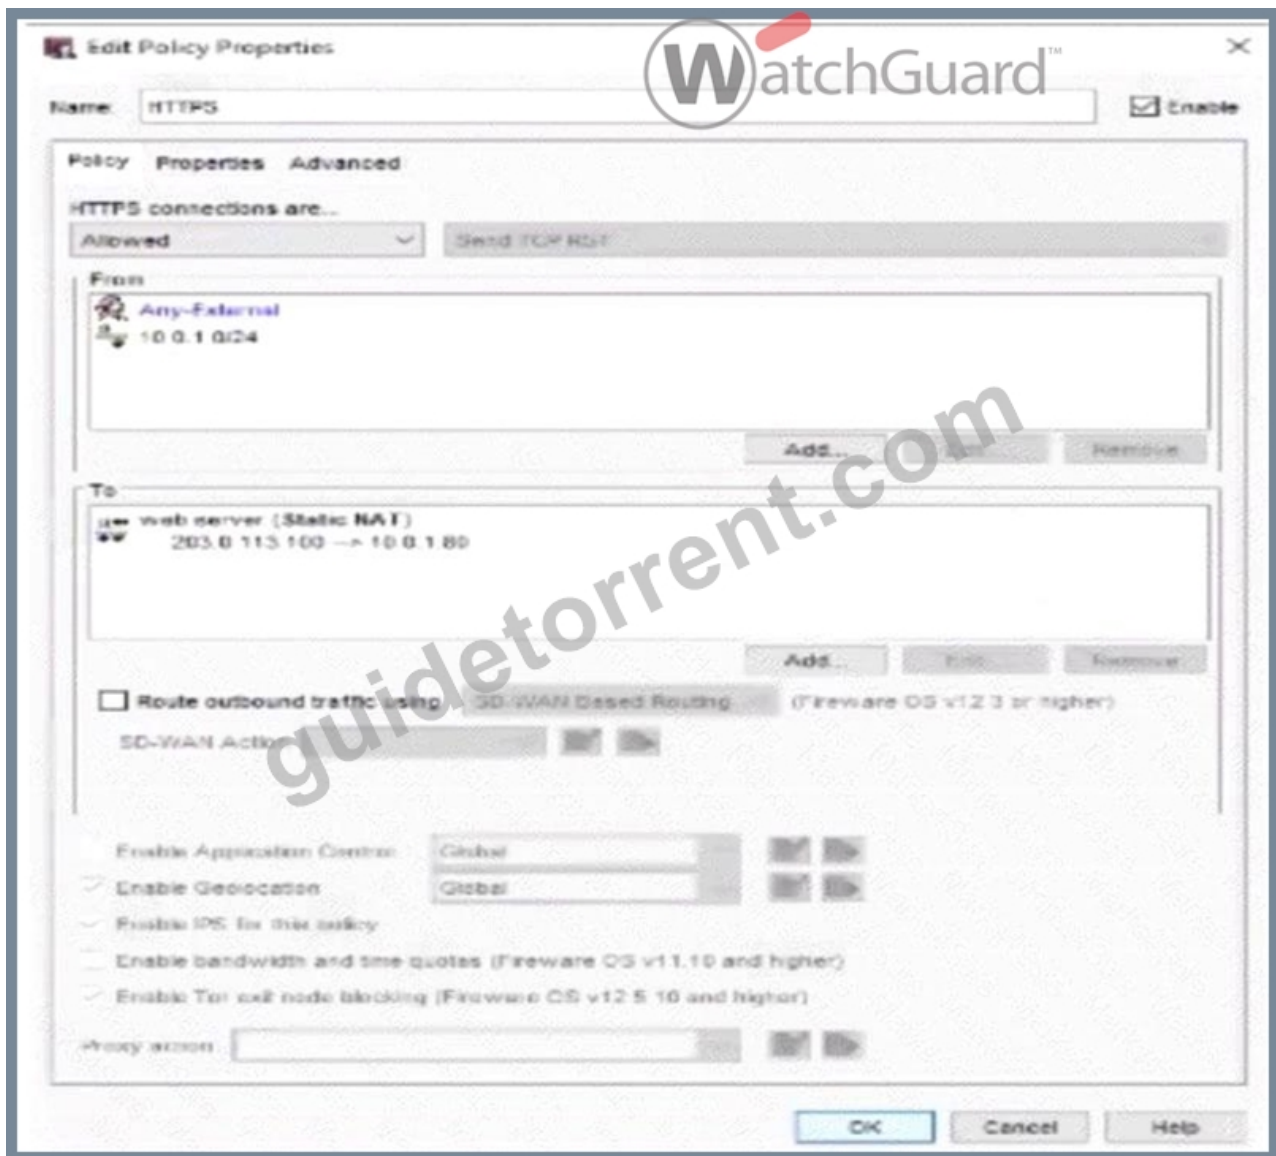 Edit Policy Properties
WatchGuard™
Name: HTTPS
Enable
Policy Properties Advanced
HTTPS connections are...
Allowed
Send TCP RST
From
Any-External
10.0.1.0/24
Add... Remove
To
web server (Static NAT)
203.0.113.100 --> 10.0.1.80
Add... Remove
guidetorrent.com
Route outbound traffic using SD-WAN Based Routing (Fireware OS v12.3 or higher)
SD-WAN Action
Enable Application Control Global
Enable Geolocation Global
Enable IPS for this policy
Enable bandwidth and time quotas (Fireware OS v11.10 and higher)
Enable Tor exit node blocking (Fireware OS v12.5.10 and higher)
Proxy action
OK Cancel Help